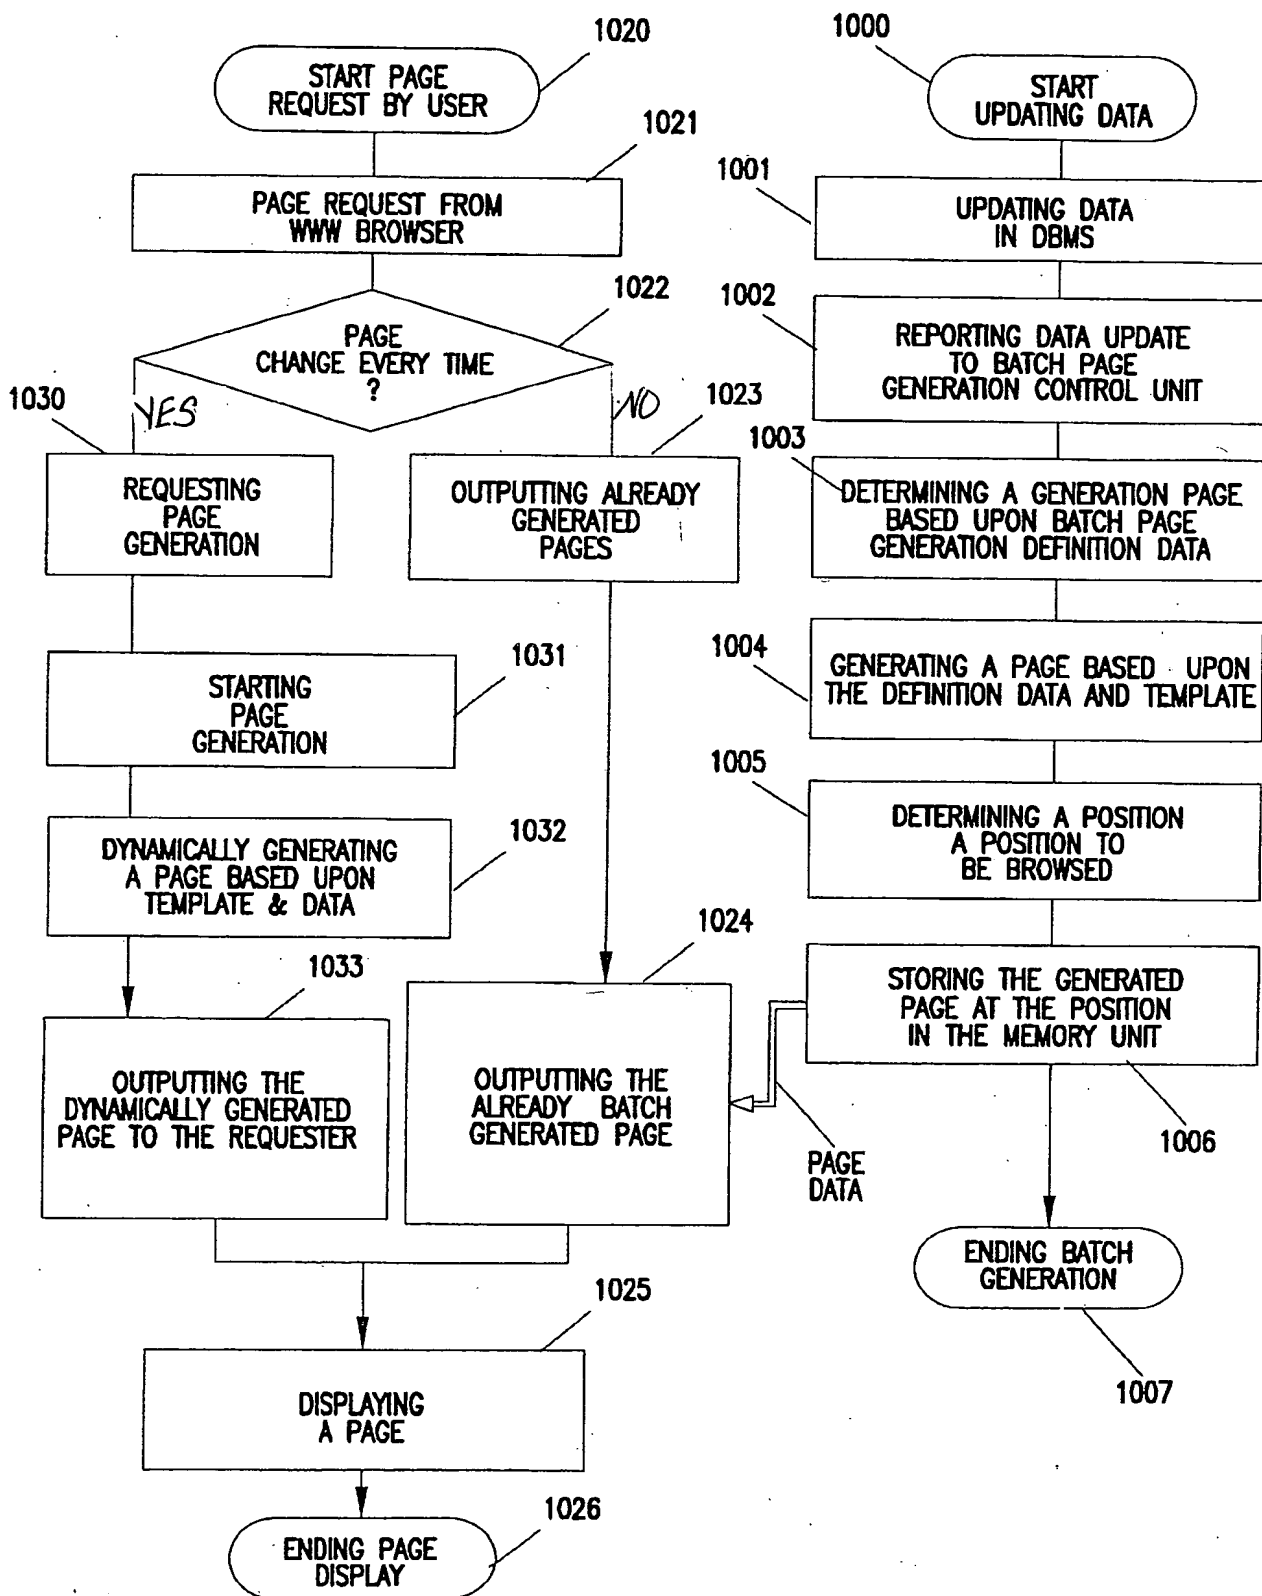 1020
START PAGE
REQUEST BY USER
1021
PAGE REQUEST FROM
WWW BROWSER
1022
PAGE
CHANGE EVERY TIME
?
YES
NO
1030
REQUESTING
PAGE
GENERATION
1023
OUTPUTTING ALREADY
GENERATED
PAGES
1031
STARTING
PAGE
GENERATION
1032
DYNAMICALLY GENERATING
A PAGE BASED UPON
TEMPLATE & DATA
1033
OUTPUTTING THE
DYNAMICALLY GENERATED
PAGE TO THE REQUESTER
1024
OUTPUTTING THE
ALREADY BATCH
GENERATED PAGE
1025
DISPLAYING
A PAGE
1026
ENDING PAGE
DISPLAY
1000
START
UPDATING DATA
1001
UPDATING DATA
IN DBMS
1002
REPORTING DATA UPDATE
TO BATCH PAGE
GENERATION CONTROL UNIT
1003
DETERMINING A GENERATION PAGE
BASED UPON BATCH PAGE
GENERATION DEFINITION DATA
1004
GENERATING A PAGE BASED UPON
THE DEFINITION DATA AND TEMPLATE
1005
DETERMINING A POSITION
A POSITION TO
BE BROWSED
STORING THE GENERATED
PAGE AT THE POSITION
IN THE MEMORY UNIT
1006
PAGE
DATA
ENDING BATCH
GENERATION
1007